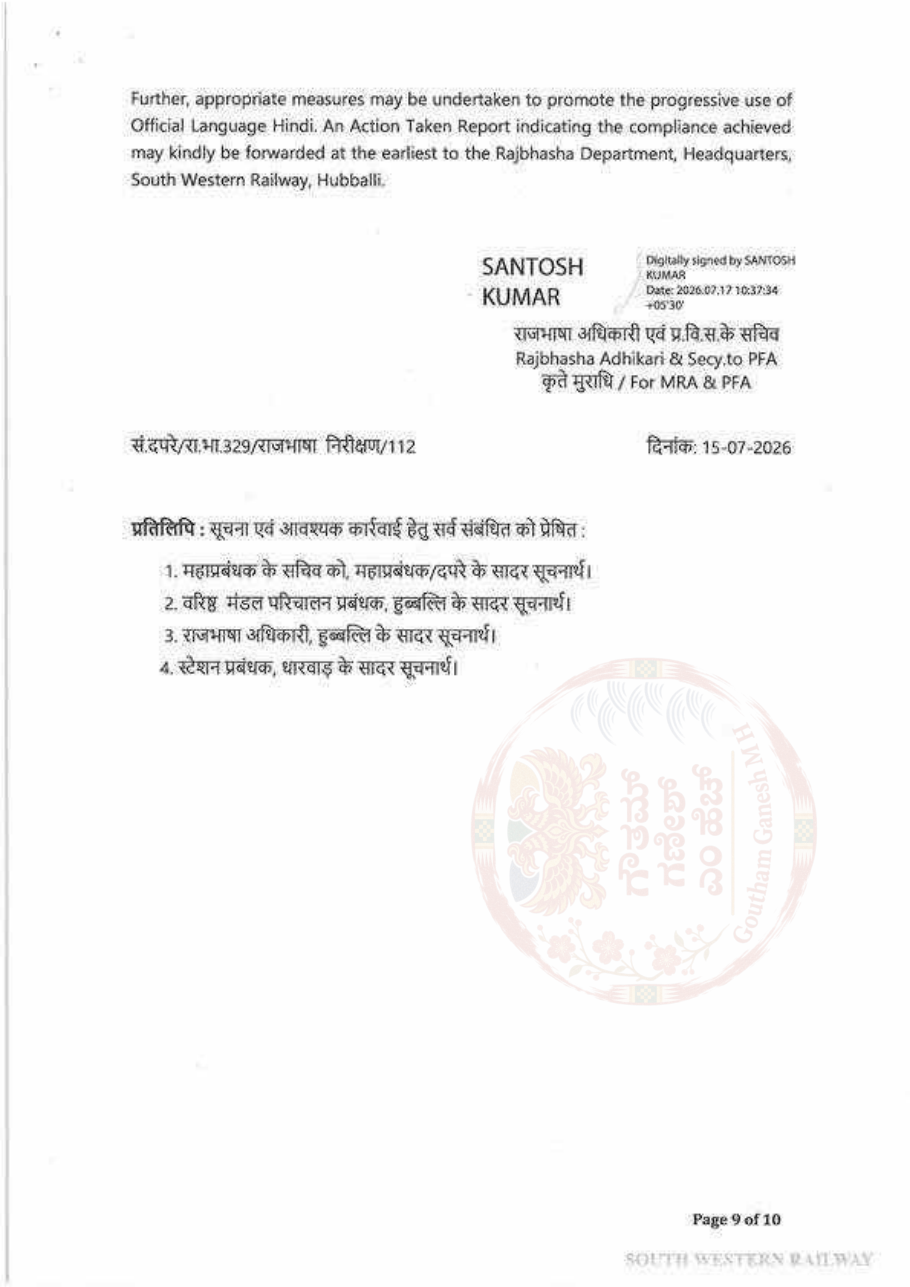 Further, appropriate measures may be undertaken to promote the progressive use of
Official Language Hindi. An Action Taken Report indicating the compliance achieved
may kindly be forwarded at the earliest to the Rajbhasha Department, Headquarters,
South Western Railway, Hubballi.
SANTOSH
KUMAR
Digitally signed by SANTOSH
KUMAR
Date: 2026.07.17 10:37:34
+05'30'
राजभाषा अधिकारी एवं प्र.वि.स.के सचिव
Rajbhasha Adhikari & Secy.to PFA
कृते मुराधि / For MRA & PFA
सं.दपरे/रा.भा.329/राजभाषा निरीक्षण/112
दिनांक: 15-07-2026
प्रतिलिपि : सूचना एवं आवश्यक कार्रवाई हेतु सर्व संबंधित को प्रेषित :
1. महाप्रबंधक के सचिव को, महाप्रबंधक/दपरे के सादर सूचनार्थ।
2. वरिष्ठ मंडल परिचालन प्रबंधक, हुब्बल्लि के सादर सूचनार्थ।
3. राजभाषा अधिकारी, हुब्बल्लि के सादर सूचनार्थ।
4. स्टेशन प्रबंधक, धारवाड़ के सादर सूचनार्थ।
ಗೌತಮ್
ಗಣೇಶ್
ಎಂ ಹೆಚ್
Goutham Ganesh M H
Page 9 of 10
SOUTH WESTERN RAILWAY